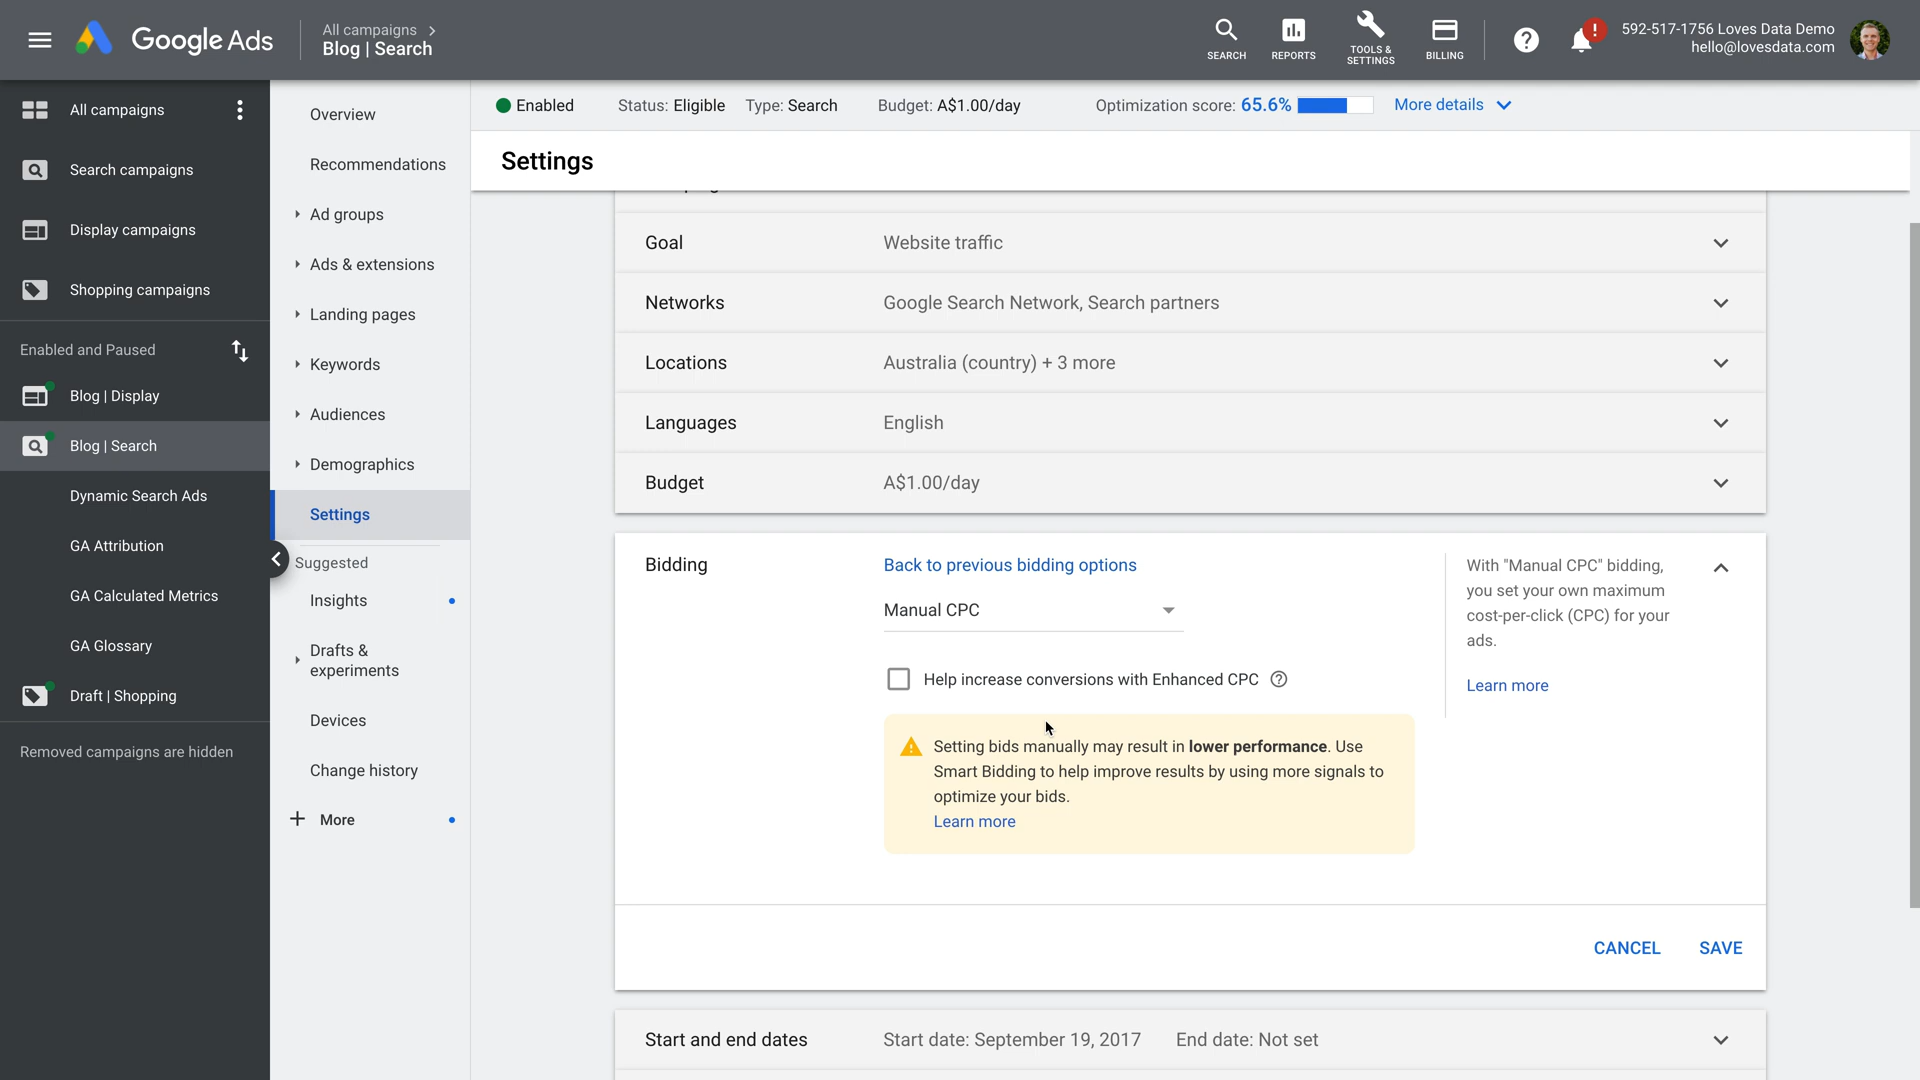 Google Ads
All campaigns
Blog | Search
SEARCH
REPORTS
TOOLS &
SETTINGS
BILLING
!
592-517-1756 Loves Data Demo
hello@lovesdata.com
All campaigns
Search campaigns
Display campaigns
Shopping campaigns
Enabled and Paused
Blog | Display
Blog | Search
Dynamic Search Ads
GA Attribution
GA Calculated Metrics
GA Glossary
Draft | Shopping
Removed campaigns are hidden
Overview
Recommendations
Ad groups
Ads & extensions
Landing pages
Keywords
Audiences
Demographics
Settings
Suggested
Insights
Drafts &
experiments
Devices
Change history
More
Enabled Status: Eligible Type: Search Budget: A$1.00/day Optimization score: 65.6% More details
Settings
Goal Website traffic
Networks Google Search Network, Search partners
Locations Australia (country) + 3 more
Languages English
Budget A$1.00/day
Bidding
Back to previous bidding options
Manual CPC
Help increase conversions with Enhanced CPC
Setting bids manually may result in lower performance. Use
Smart Bidding to help improve results by using more signals to
optimize your bids.
Learn more
With "Manual CPC" bidding,
you set your own maximum
cost-per-click (CPC) for your
ads.
Learn more
CANCEL SAVE
Start and end dates Start date: September 19, 2017 End date: Not set